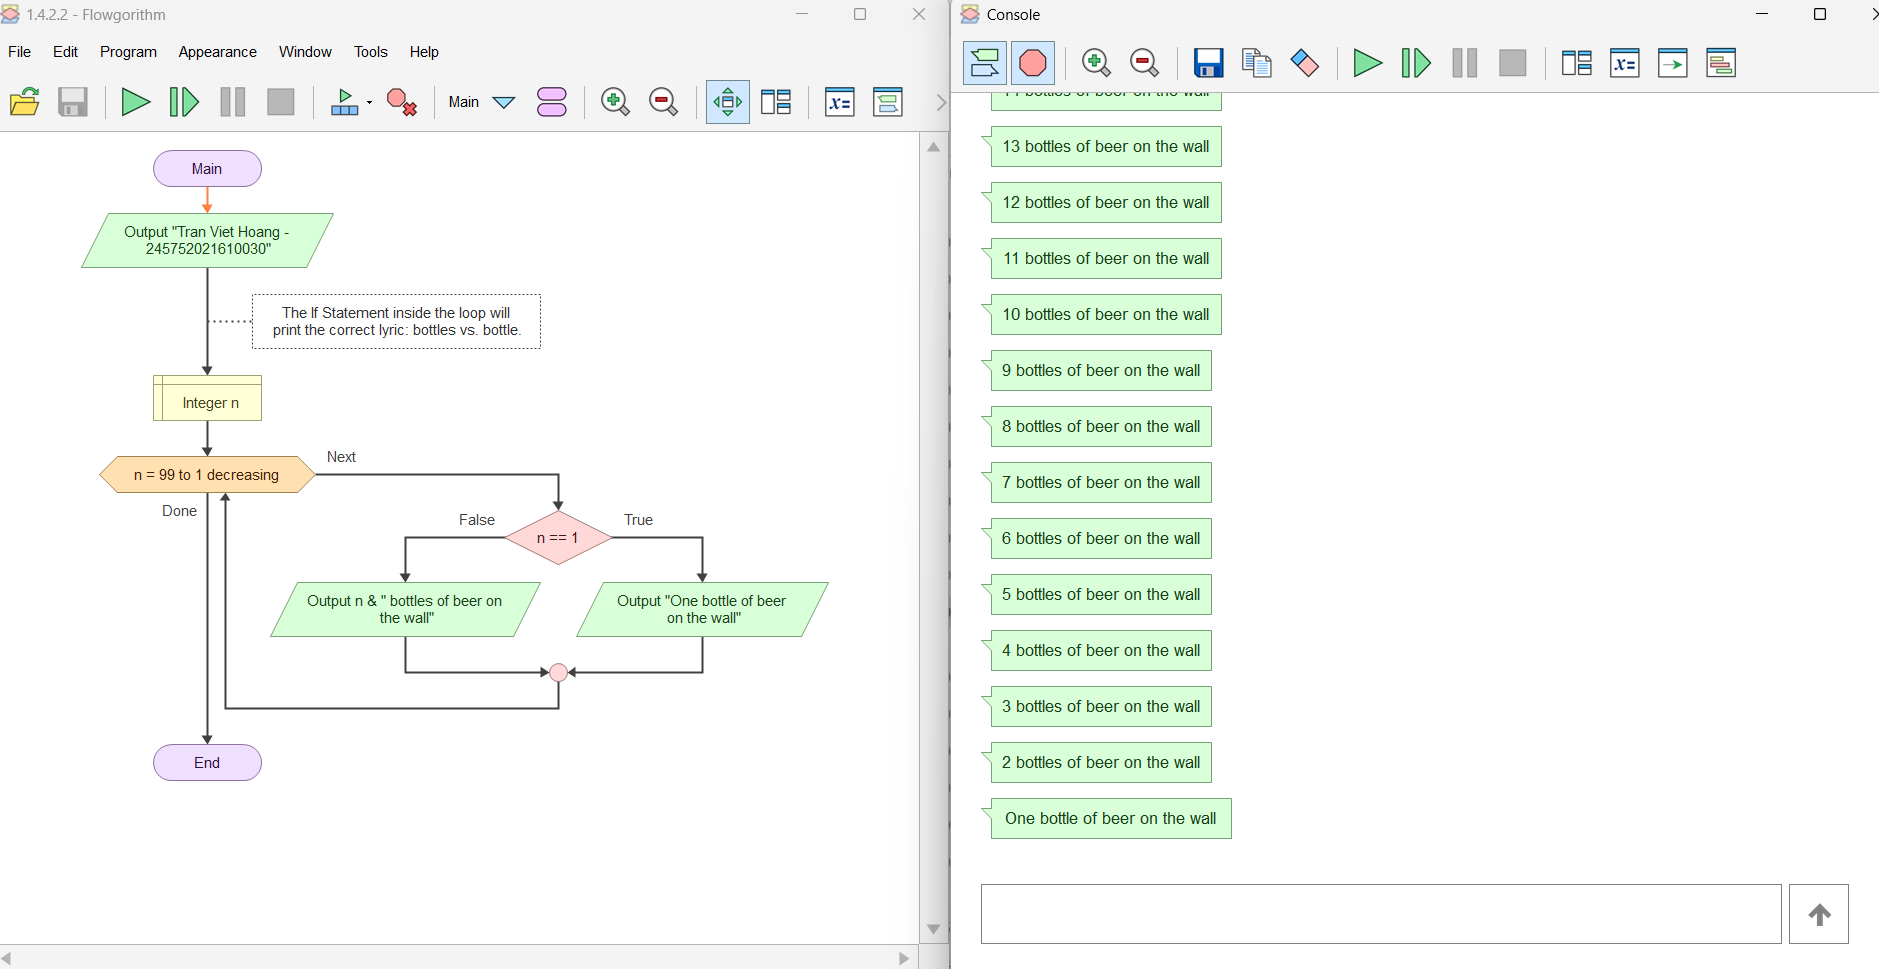 1.4.2.2 - Flowgorithm
File Edit Program Appearance Window Tools Help
Main
x=
Main
Output "Tran Viet Hoang -
245752021610030"
The If Statement inside the loop will
print the correct lyric: bottles vs. bottle.
Integer n
n = 99 to 1 decreasing
Next
Done
False
True
n == 1
Output n & " bottles of beer on
the wall"
Output "One bottle of beer
on the wall"
End
Console
x=
bottles of beer on the wall
13 bottles of beer on the wall
12 bottles of beer on the wall
11 bottles of beer on the wall
10 bottles of beer on the wall
9 bottles of beer on the wall
8 bottles of beer on the wall
7 bottles of beer on the wall
6 bottles of beer on the wall
5 bottles of beer on the wall
4 bottles of beer on the wall
3 bottles of beer on the wall
2 bottles of beer on the wall
One bottle of beer on the wall